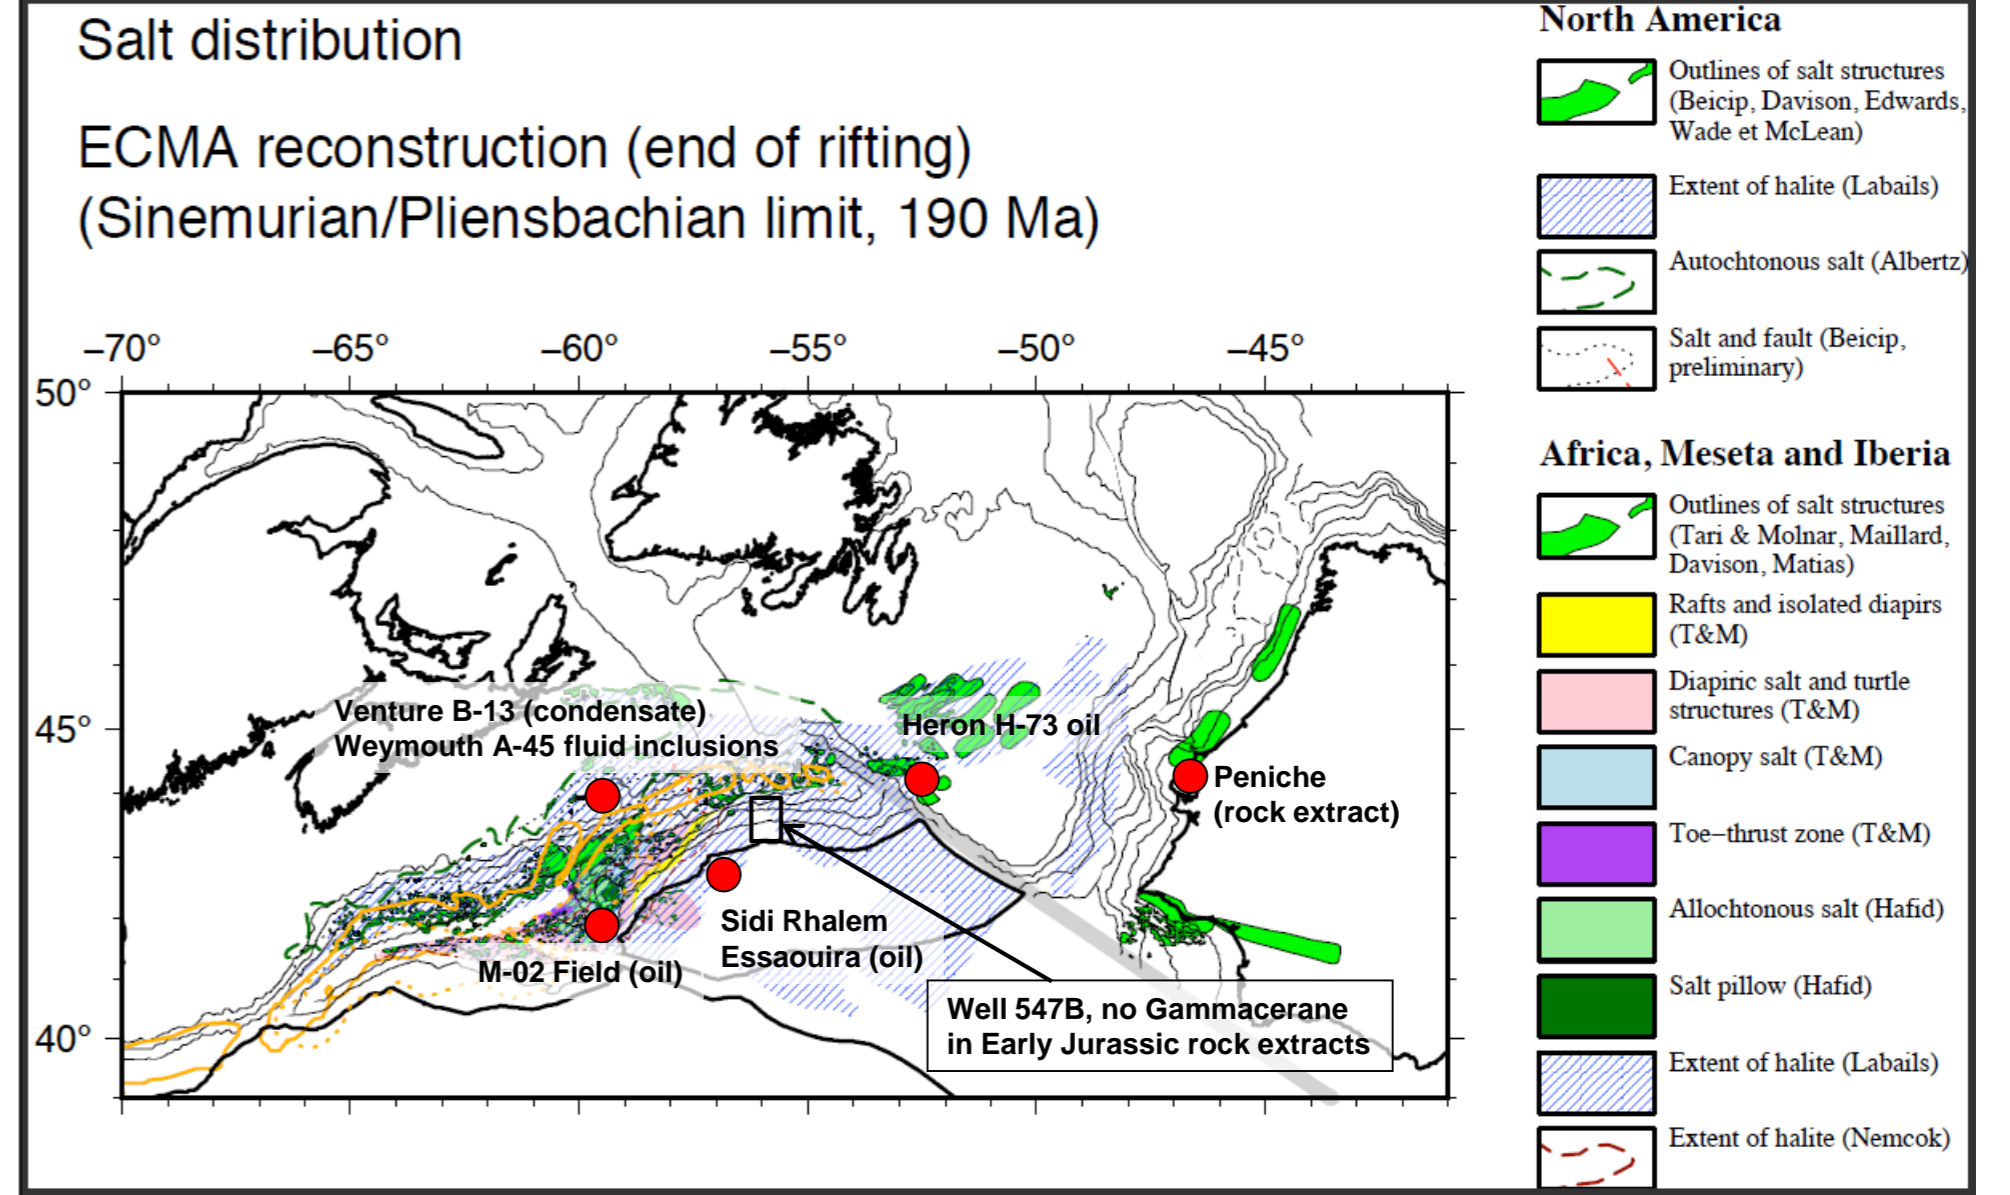 Salt distribution
ECMA reconstruction (end of rifting)
(Sinemurian/Pliensbachian limit, 190 Ma)
−70° −65° −60° −55° −50° −45°
50°
45°
40°
Venture B-13 (condensate)
Weymouth A-45 fluid inclusions
Heron H-73 oil
Peniche
(rock extract)
Sidi Rhalem
Essaouira (oil)
M-02 Field (oil)
Well 547B, no Gammacerane
in Early Jurassic rock extracts
North America
Outlines of salt structures
(Beicip, Davison, Edwards,
Wade et McLean)
Extent of halite (Labails)
Autochtonous salt (Albertz)
Salt and fault (Beicip,
preliminary)
Africa, Meseta and Iberia
Outlines of salt structures
(Tari & Molnar, Maillard,
Davison, Matias)
Rafts and isolated diapirs
(T&M)
Diapiric salt and turtle
structures (T&M)
Canopy salt (T&M)
Toe−thrust zone (T&M)
Allochtonous salt (Hafid)
Salt pillow (Hafid)
Extent of halite (Labails)
Extent of halite (Nemcok)